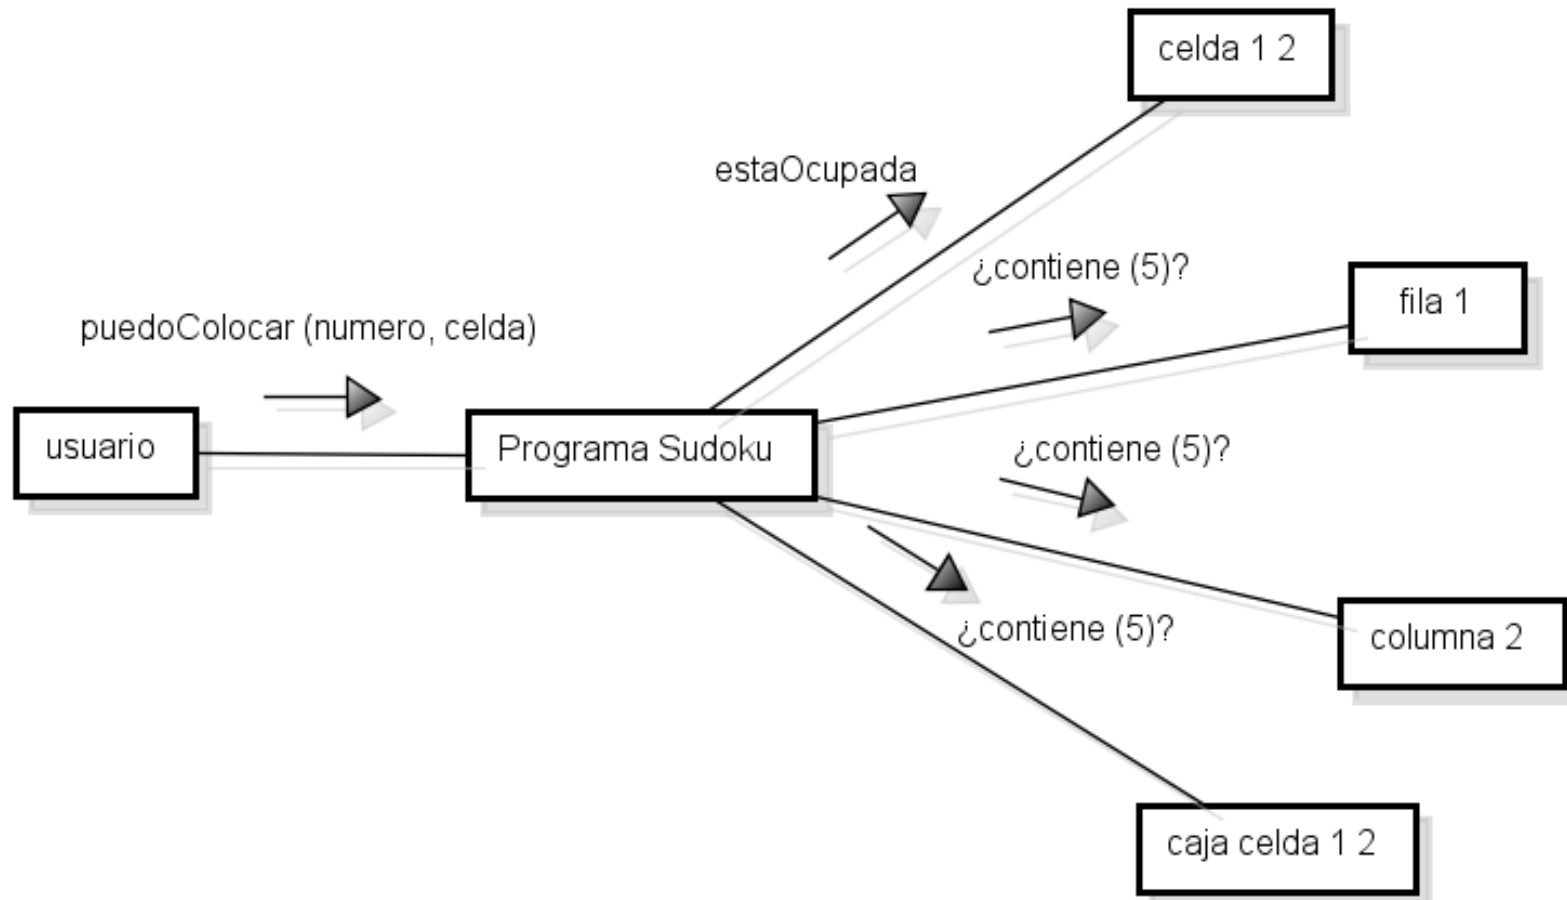 celda 1 2
estaOcupada
¿contiene (5)?
fila 1
puedoColocar (numero, celda)
usuario
Programa Sudoku
¿contiene (5)?
¿contiene (5)?
columna 2
caja celda 1 2